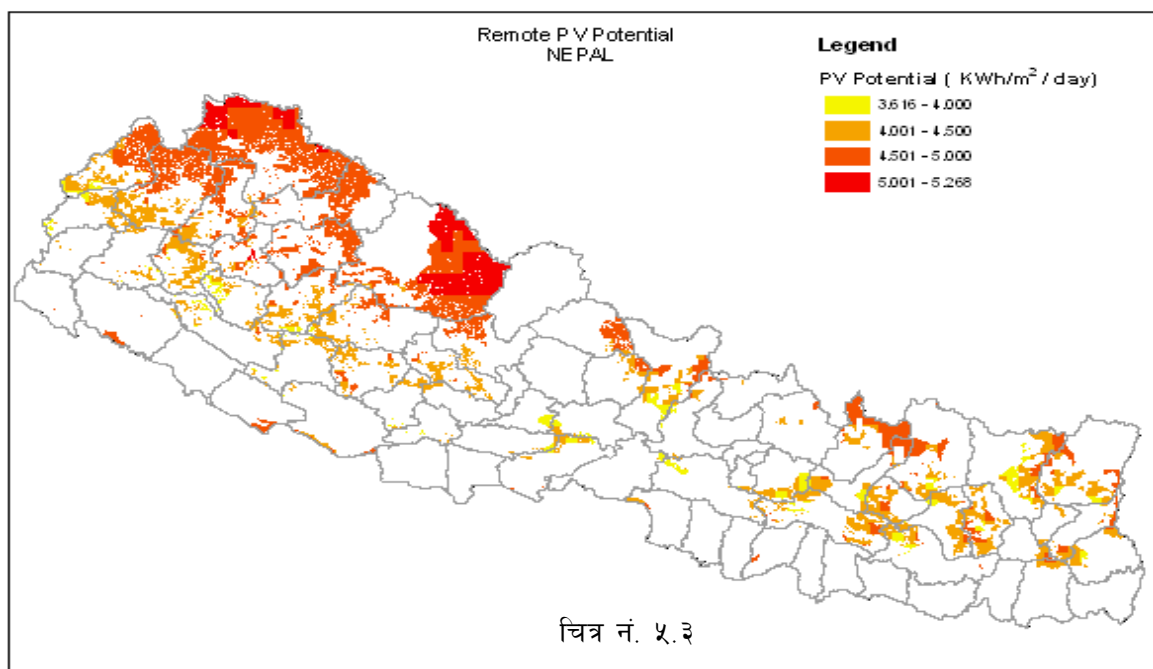 Remote PV Potential
NEPAL
Legend
PV Potential ( KWh/m² / day)
3.616 - 4.000
4.001 - 4.500
4.501 - 5.000
5.001 - 5.268
चित्र नं. ५.३